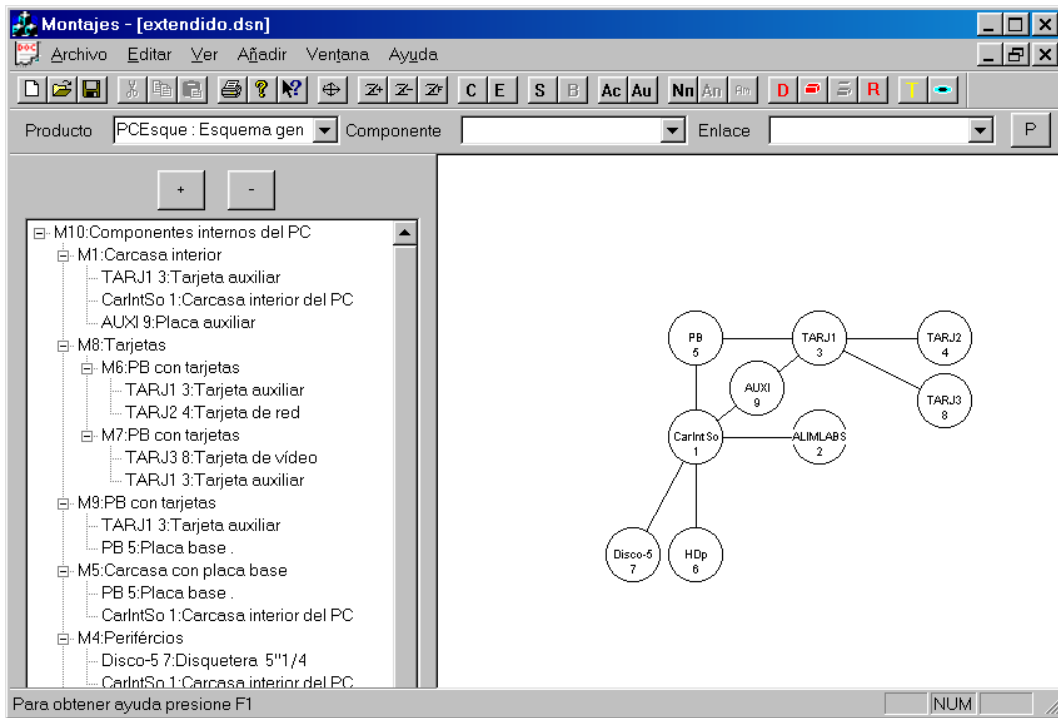 Montajes - [extendido.dsn]
Archivo Editar Ver Añadir Ventana Ayuda
C E S B Ac Au Nn An Am D R T
Producto PCEsque : Esquema gen Componente Enlace P
+ -
M10:Componentes internos del PC
M1:Carcasa interior
TARJ1 3:Tarjeta auxiliar
CarIntSo 1:Carcasa interior del PC
AUXI 9:Placa auxiliar
M8:Tarjetas
M6:PB con tarjetas
TARJ1 3:Tarjeta auxiliar
TARJ2 4:Tarjeta de red
M7:PB con tarjetas
TARJ3 8:Tarjeta de vídeo
TARJ1 3:Tarjeta auxiliar
M9:PB con tarjetas
TARJ1 3:Tarjeta auxiliar
PB 5:Placa base .
M5:Carcasa con placa base
PB 5:Placa base .
CarIntSo 1:Carcasa interior del PC
M4:Perifércios
Disco-5 7:Disquetera 5"1/4
CarIntSo 1:Carcasa interior del PC
PB
5
TARJ1
3
TARJ2
4
AUXI
9
TARJ3
8
CarIntSo
1
ALIMLABS
2
Disco-5
7
HDp
6
Para obtener ayuda presione F1
NUM